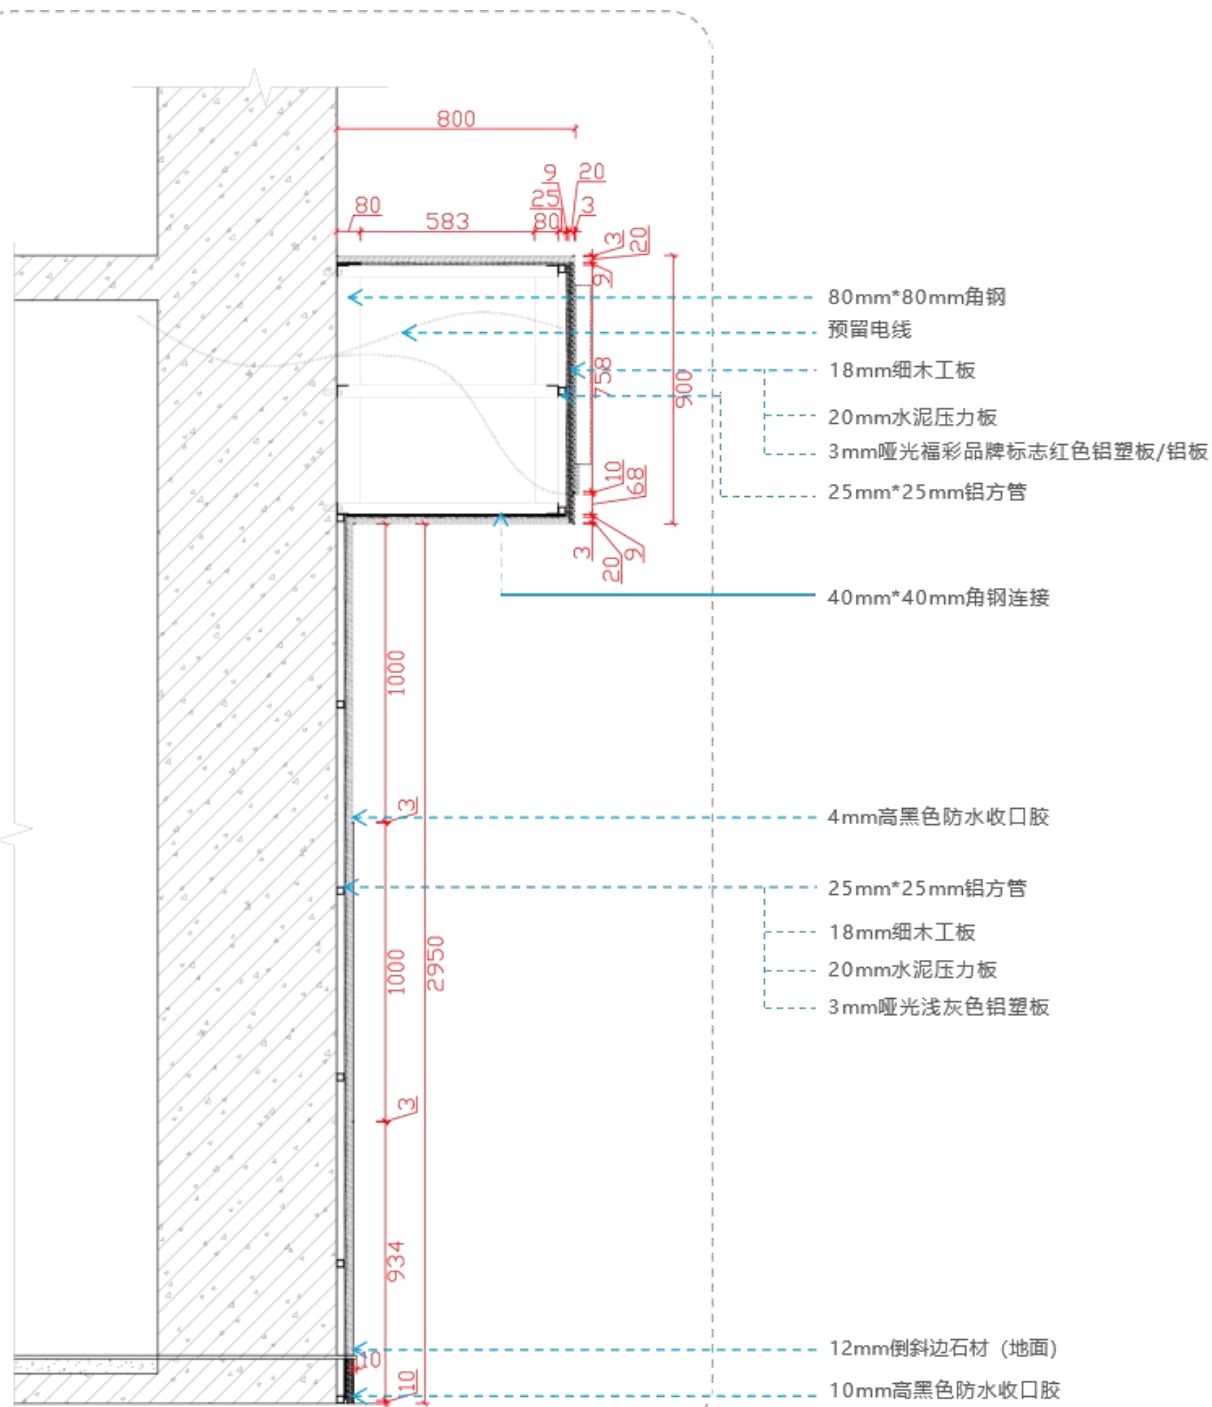 800
9
20
25
3
80
583
80
3
20
9
80mm*80mm角钢
预留电线
18mm细木工板
758
900
20mm水泥压力板
3mm哑光福彩品牌标志红色铝塑板/铝板
25mm*25mm铝方管
10
68
3
20
9
40mm*40mm角钢连接
1000
3
4mm高黑色防水收口胶
25mm*25mm铝方管
18mm细木工板
1000
2950
20mm水泥压力板
3mm哑光浅灰色铝塑板
3
934
12mm倒斜边石材（地面）
10
10
10mm高黑色防水收口胶